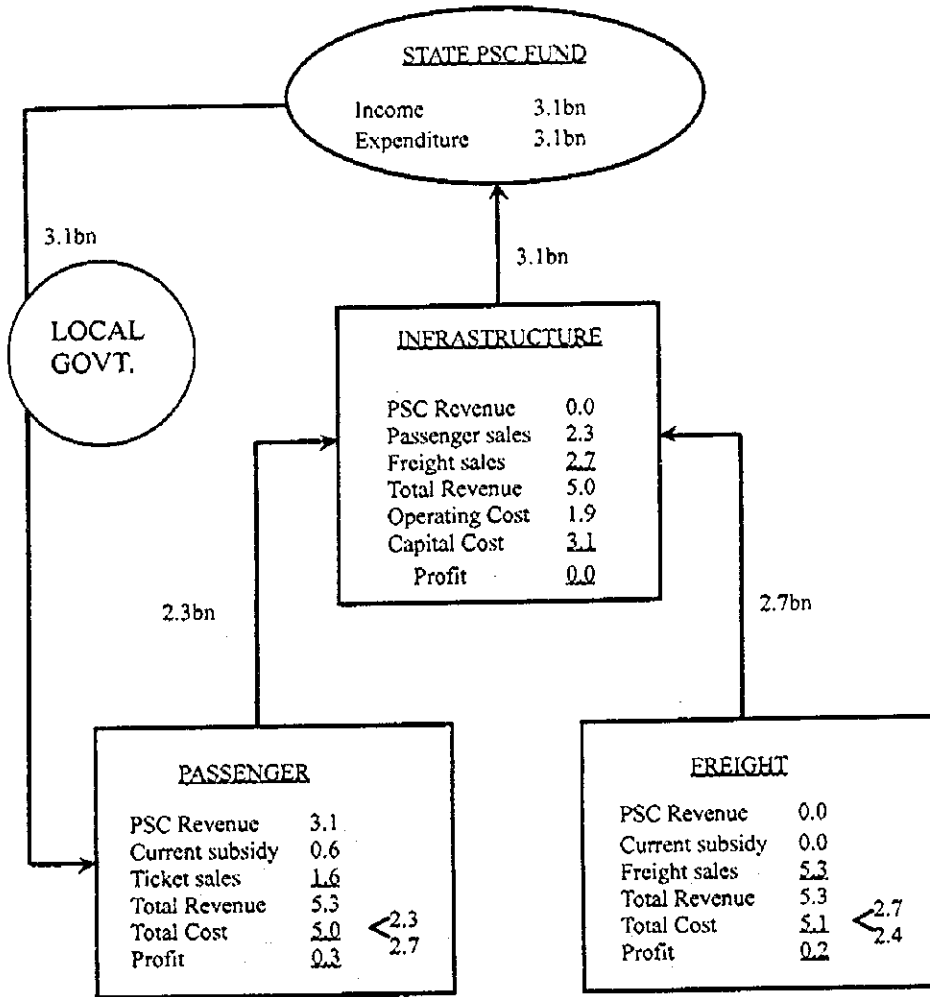 STATE PSC FUND
Income 3.1bn
Expenditure 3.1bn
3.1bn
3.1bn
LOCAL
GOVT.
INFRASTRUCTURE
PSC Revenue 0.0
Passenger sales 2.3
Freight sales 2.7
Total Revenue 5.0
Operating Cost 1.9
Capital Cost 3.1
Profit 0.0
2.3bn
2.7bn
PASSENGER
PSC Revenue 3.1
Current subsidy 0.6
Ticket sales 1.6
Total Revenue 5.3
Total Cost 5.0 < 2.3
2.7
Profit 0.3
FREIGHT
PSC Revenue 0.0
Current subsidy 0.0
Freight sales 5.3
Total Revenue 5.3
Total Cost 5.1 < 2.7
2.4
Profit 0.2